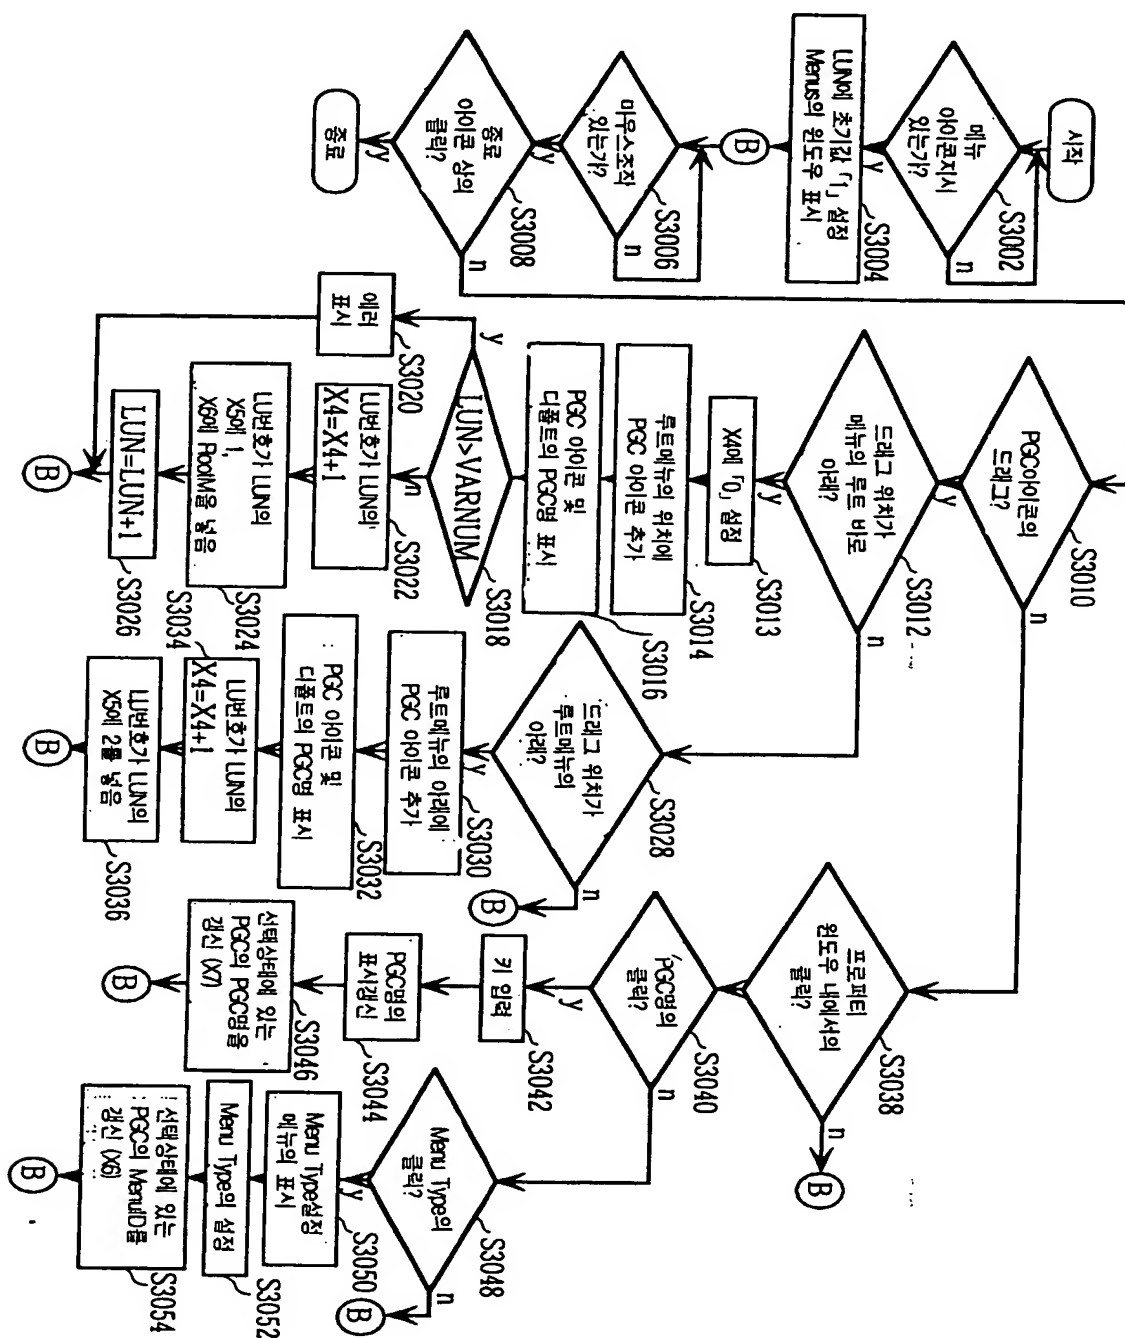 시작
메뉴
아이콘지시
있는가?
S3002
n
y
LUN에 초기값 「1」 설정
Menus의 윈도우 표시
S3004
B
마우스조작
있는가?
S3006
n
y
종료
아이콘 상의
클릭?
S3008
n
y
종료
PGC아이콘의
드래그?
S3010
n
y
드래그 위치가
메뉴의 루트 바로
아래?
S3012
n
y
X4에 「0」 설정
S3013
루트메뉴의 위치에
PGC 아이콘 추가
S3014
PGC 아이콘 및
디폴트의 PGC명 표시
S3016
LUN>VARNUM
S3018
y
n
에러
표시
S3020
LU번호가 LUN의
X4=X4+1
S3022
LU번호가 LUN의
X5에 1,
X6에 RootM을 넣음
S3024
LUN=LUN+1
S3026
B
드래그 위치가
루트메뉴의
아래?
S3028
n
B
y
루트메뉴의 아래에
PGC 아이콘 추가
S3030
PGC 아이콘 및
디폴트의 PGC명 표시
S3032
LU번호가 LUN의
X4=X4+1
S3034
LU번호가 LUN의
X5에 2를 넣음
S3036
B
프로퍼티
윈도우 내에서의
클릭?
S3038
n
B
PGC명의
클릭?
S3040
n
y
키 입력
S3042
PGC명의
표시갱신
S3044
선택상태에 있는
PGC의 PGC명을
갱신 (X7)
S3046
B
Menu Type의
클릭?
S3048
n
B
y
Menu Type설정
메뉴의 표시
S3050
Menu Type의 설정
S3052
선택상태에 있는
PGC의 MenuID를
갱신 (X6)
S3054
B